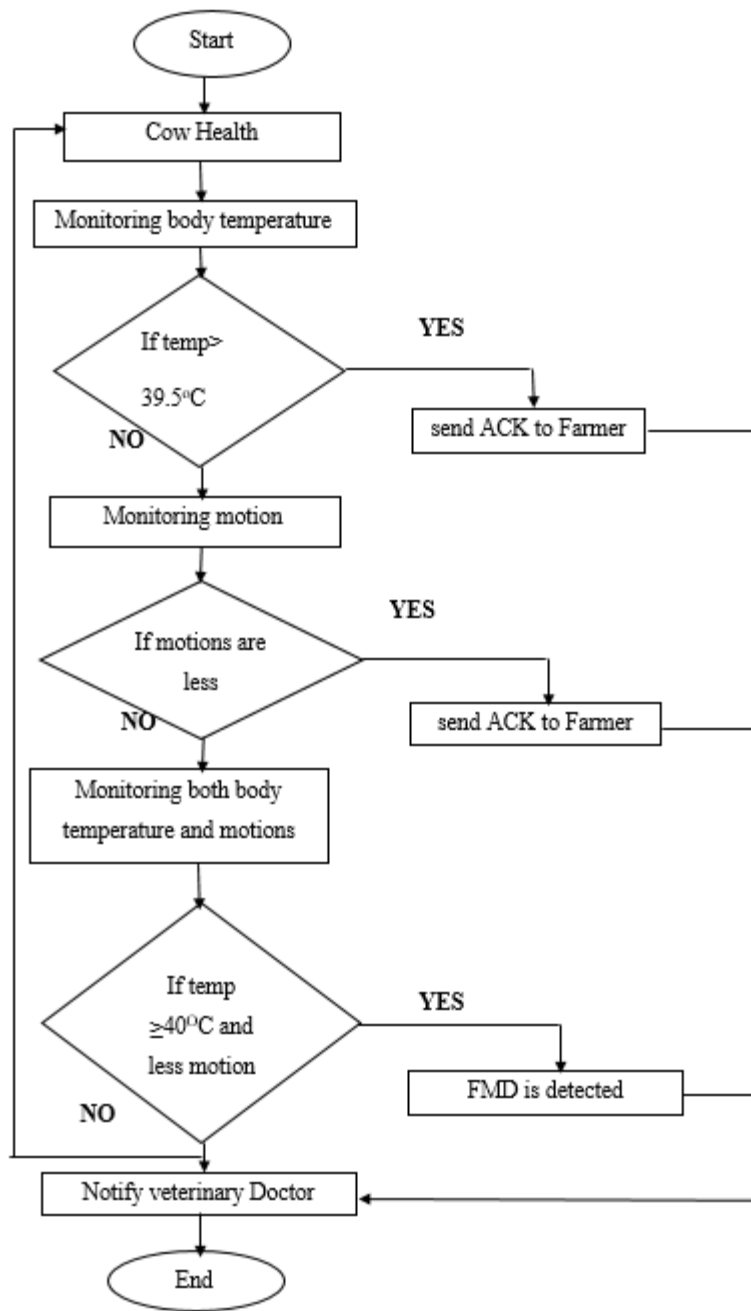 Start
Cow Health
Monitoring body temperature
If temp>
39.5°C
YES
NO
send ACK to Farmer
Monitoring motion
If motions are
less
YES
NO
send ACK to Farmer
Monitoring both body
temperature and motions
If temp
≥40°C and
less motion
YES
NO
FMD is detected
Notify veterinary Doctor
End